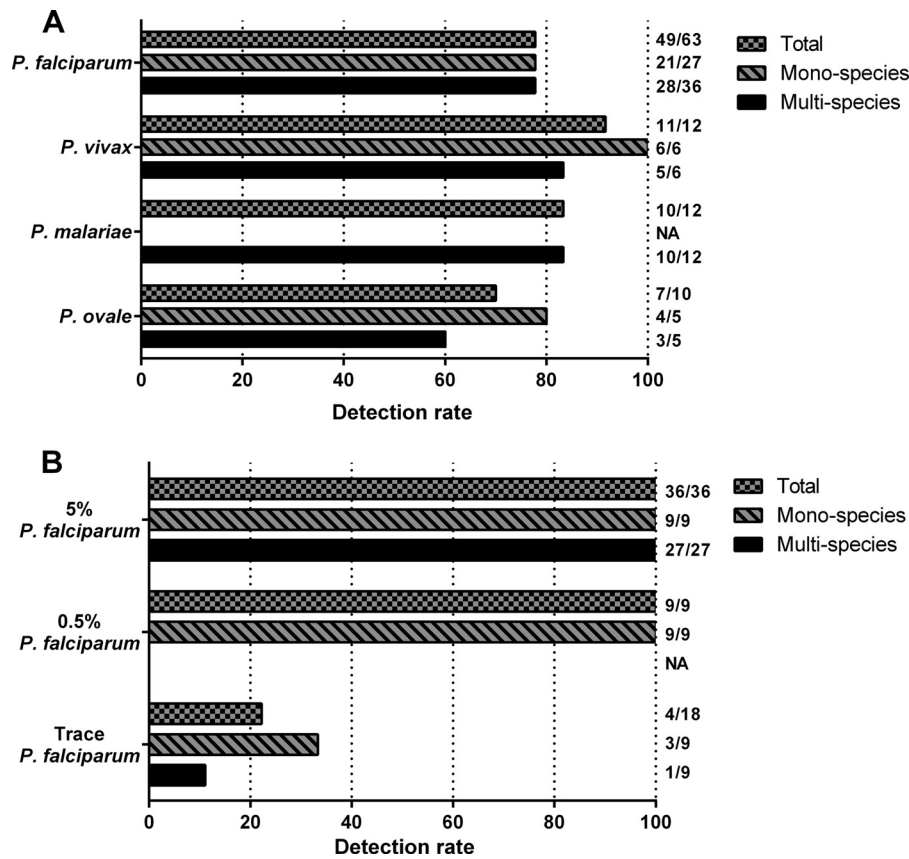 A
P. falciparum
49/63
21/27
28/36
P. vivax
11/12
6/6
5/6
P. malariae
10/12
NA
10/12
P. ovale
7/10
4/5
3/5
Total
Mono-species
Multi-species
0 20 40 60 80 100
Detection rate
B
5%
P. falciparum
36/36
9/9
27/27
0.5%
P. falciparum
9/9
9/9
NA
Trace
P. falciparum
4/18
3/9
1/9
Total
Mono-species
Multi-species
0 20 40 60 80 100
Detection rate